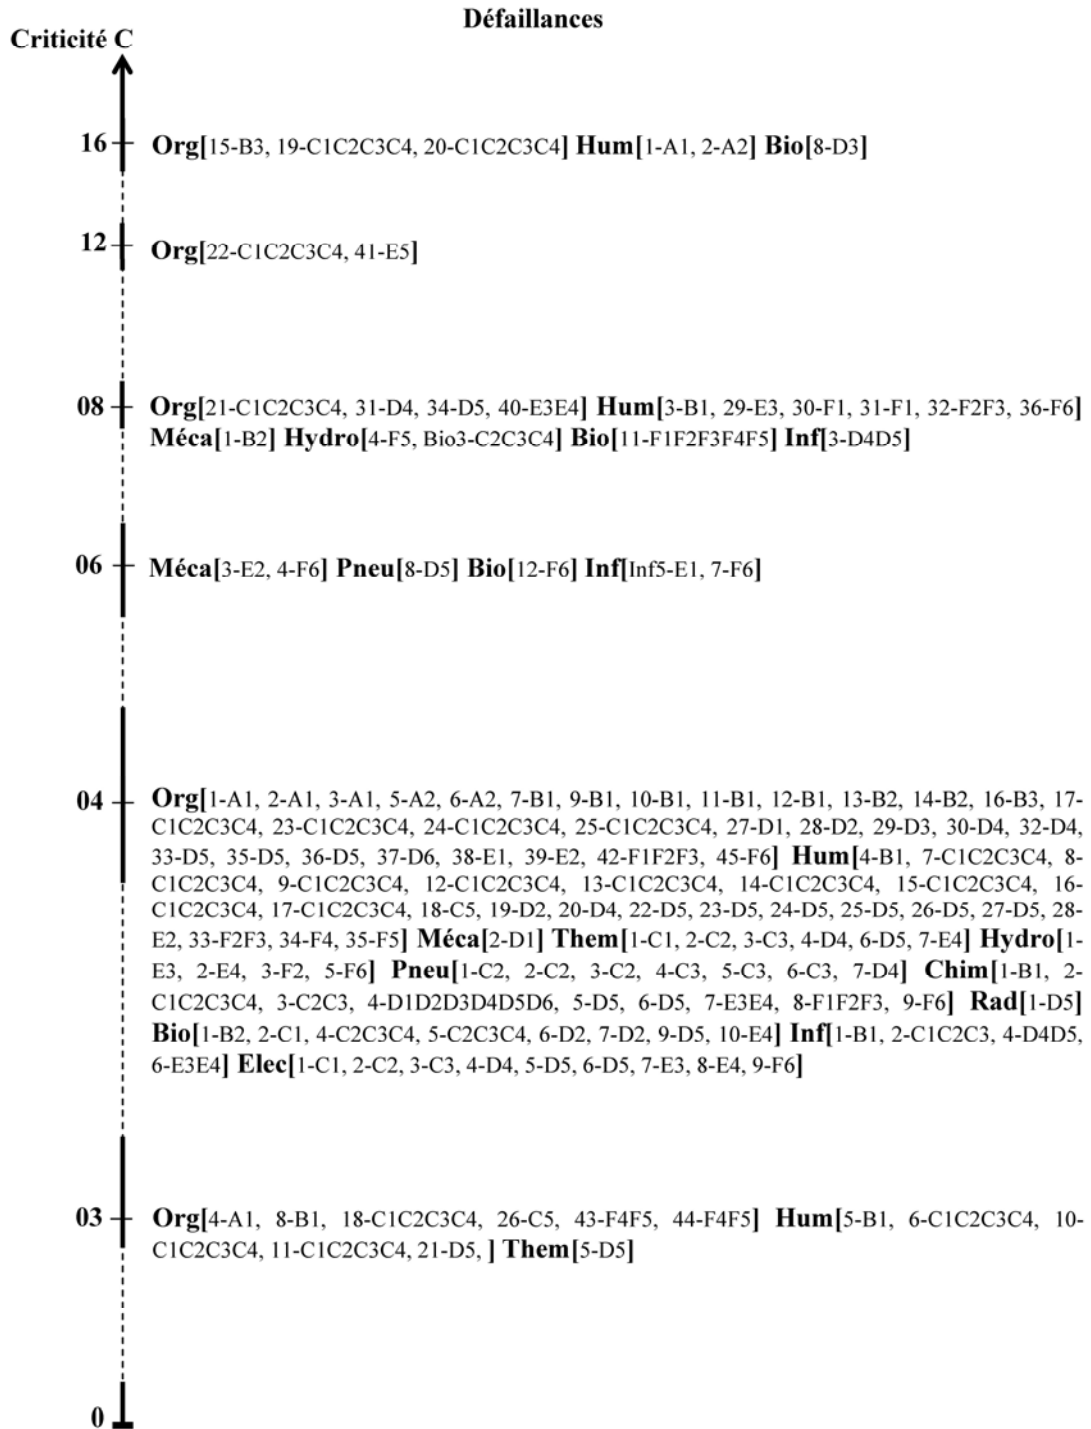 Défaillances
Criticité C
16 Org[15-B3, 19-C1C2C3C4, 20-C1C2C3C4] Hum[1-A1, 2-A2] Bio[8-D3]
12 Org[22-C1C2C3C4, 41-E5]
08 Org[21-C1C2C3C4, 31-D4, 34-D5, 40-E3E4] Hum[3-B1, 29-E3, 30-F1, 31-F1, 32-F2F3, 36-F6]
Méca[1-B2] Hydro[4-F5, Bio3-C2C3C4] Bio[11-F1F2F3F4F5] Inf[3-D4D5]
06 Méca[3-E2, 4-F6] Pneu[8-D5] Bio[12-F6] Inf[Inf5-E1, 7-F6]
04 Org[1-A1, 2-A1, 3-A1, 5-A2, 6-A2, 7-B1, 9-B1, 10-B1, 11-B1, 12-B1, 13-B2, 14-B2, 16-B3, 17-
C1C2C3C4, 23-C1C2C3C4, 24-C1C2C3C4, 25-C1C2C3C4, 27-D1, 28-D2, 29-D3, 30-D4, 32-D4,
33-D5, 35-D5, 36-D5, 37-D6, 38-E1, 39-E2, 42-F1F2F3, 45-F6] Hum[4-B1, 7-C1C2C3C4, 8-
C1C2C3C4, 9-C1C2C3C4, 12-C1C2C3C4, 13-C1C2C3C4, 14-C1C2C3C4, 15-C1C2C3C4, 16-
C1C2C3C4, 17-C1C2C3C4, 18-C5, 19-D2, 20-D4, 22-D5, 23-D5, 24-D5, 25-D5, 26-D5, 27-D5, 28-
E2, 33-F2F3, 34-F4, 35-F5] Méca[2-D1] Them[1-C1, 2-C2, 3-C3, 4-D4, 6-D5, 7-E4] Hydro[1-
E3, 2-E4, 3-F2, 5-F6] Pneu[1-C2, 2-C2, 3-C2, 4-C3, 5-C3, 6-C3, 7-D4] Chim[1-B1, 2-
C1C2C3C4, 3-C2C3, 4-D1D2D3D4D5D6, 5-D5, 6-D5, 7-E3E4, 8-F1F2F3, 9-F6] Rad[1-D5]
Bio[1-B2, 2-C1, 4-C2C3C4, 5-C2C3C4, 6-D2, 7-D2, 9-D5, 10-E4] Inf[1-B1, 2-C1C2C3, 4-D4D5,
6-E3E4] Elec[1-C1, 2-C2, 3-C3, 4-D4, 5-D5, 6-D5, 7-E3, 8-E4, 9-F6]
03 Org[4-A1, 8-B1, 18-C1C2C3C4, 26-C5, 43-F4F5, 44-F4F5] Hum[5-B1, 6-C1C2C3C4, 10-
C1C2C3C4, 11-C1C2C3C4, 21-D5, ] Them[5-D5]
0